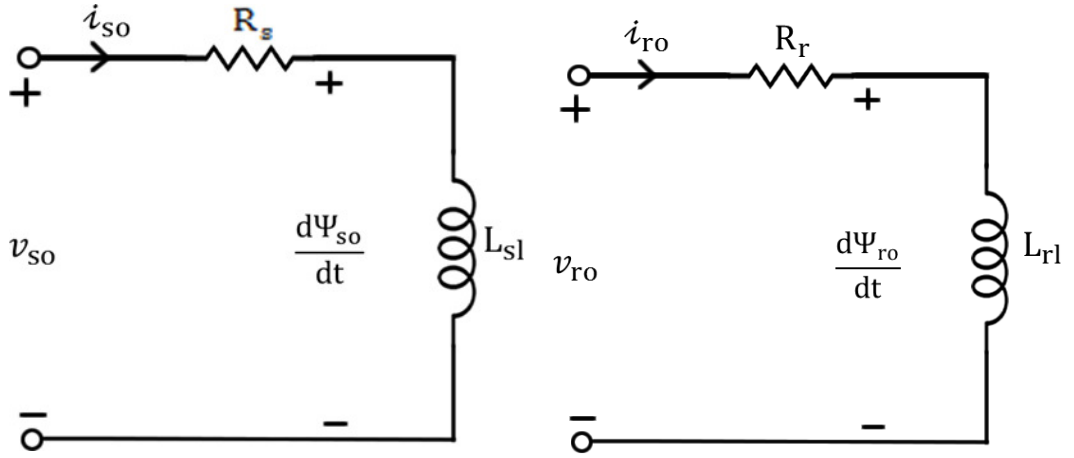 i_so R_s
+ +
v_so dΨ_so/dt L_sl
− −
i_ro R_r
+ +
v_ro dΨ_ro/dt L_rl
− −